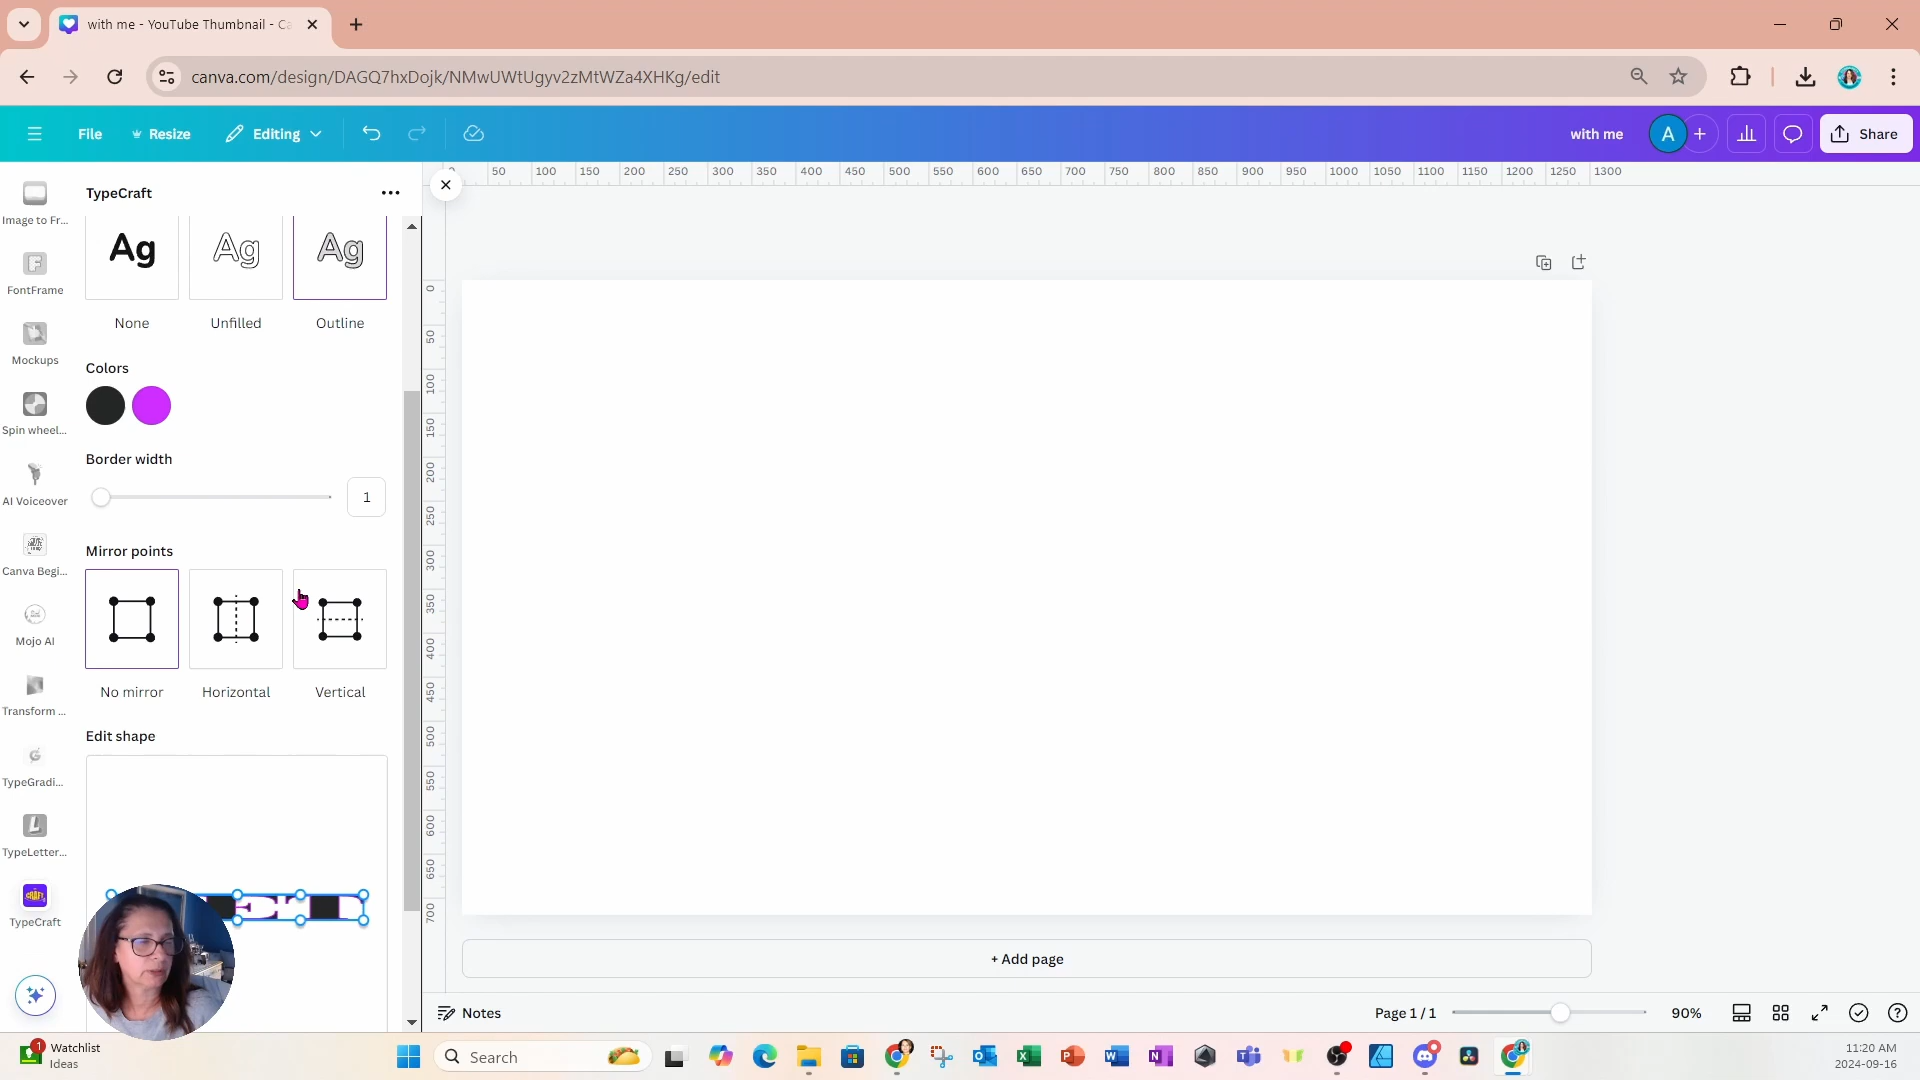 with me - YouTube Thumbnail - Ca
canva.com/design/DAGQ7hxDojk/NMwUWtUgyv2zMtWZa4XHKg/edit
File
Resize
Editing
with me
A
Share
Image to Fr...
FontFrame
Mockups
Spin wheel...
AI Voiceover
Canva Begi...
Mojo AI
Transform ...
TypeGradi...
TypeLetter...
TypeCraft
TypeCraft
Ag
Ag
Ag
None
Unfilled
Outline
Colors
Border width
1
Mirror points
No mirror
Horizontal
Vertical
Edit shape
0 50 100 150 200 250 300 350 400 450 500 550 600 650 700 750 800 850 900 950 1000 1050 1100 1150 1200 1250 1300
0
50
100
150
200
250
300
350
400
450
500
550
600
650
700
+ Add page
Notes
Page 1 / 1
90%
1
Watchlist
Ideas
Search
11:20 AM
2024-09-16